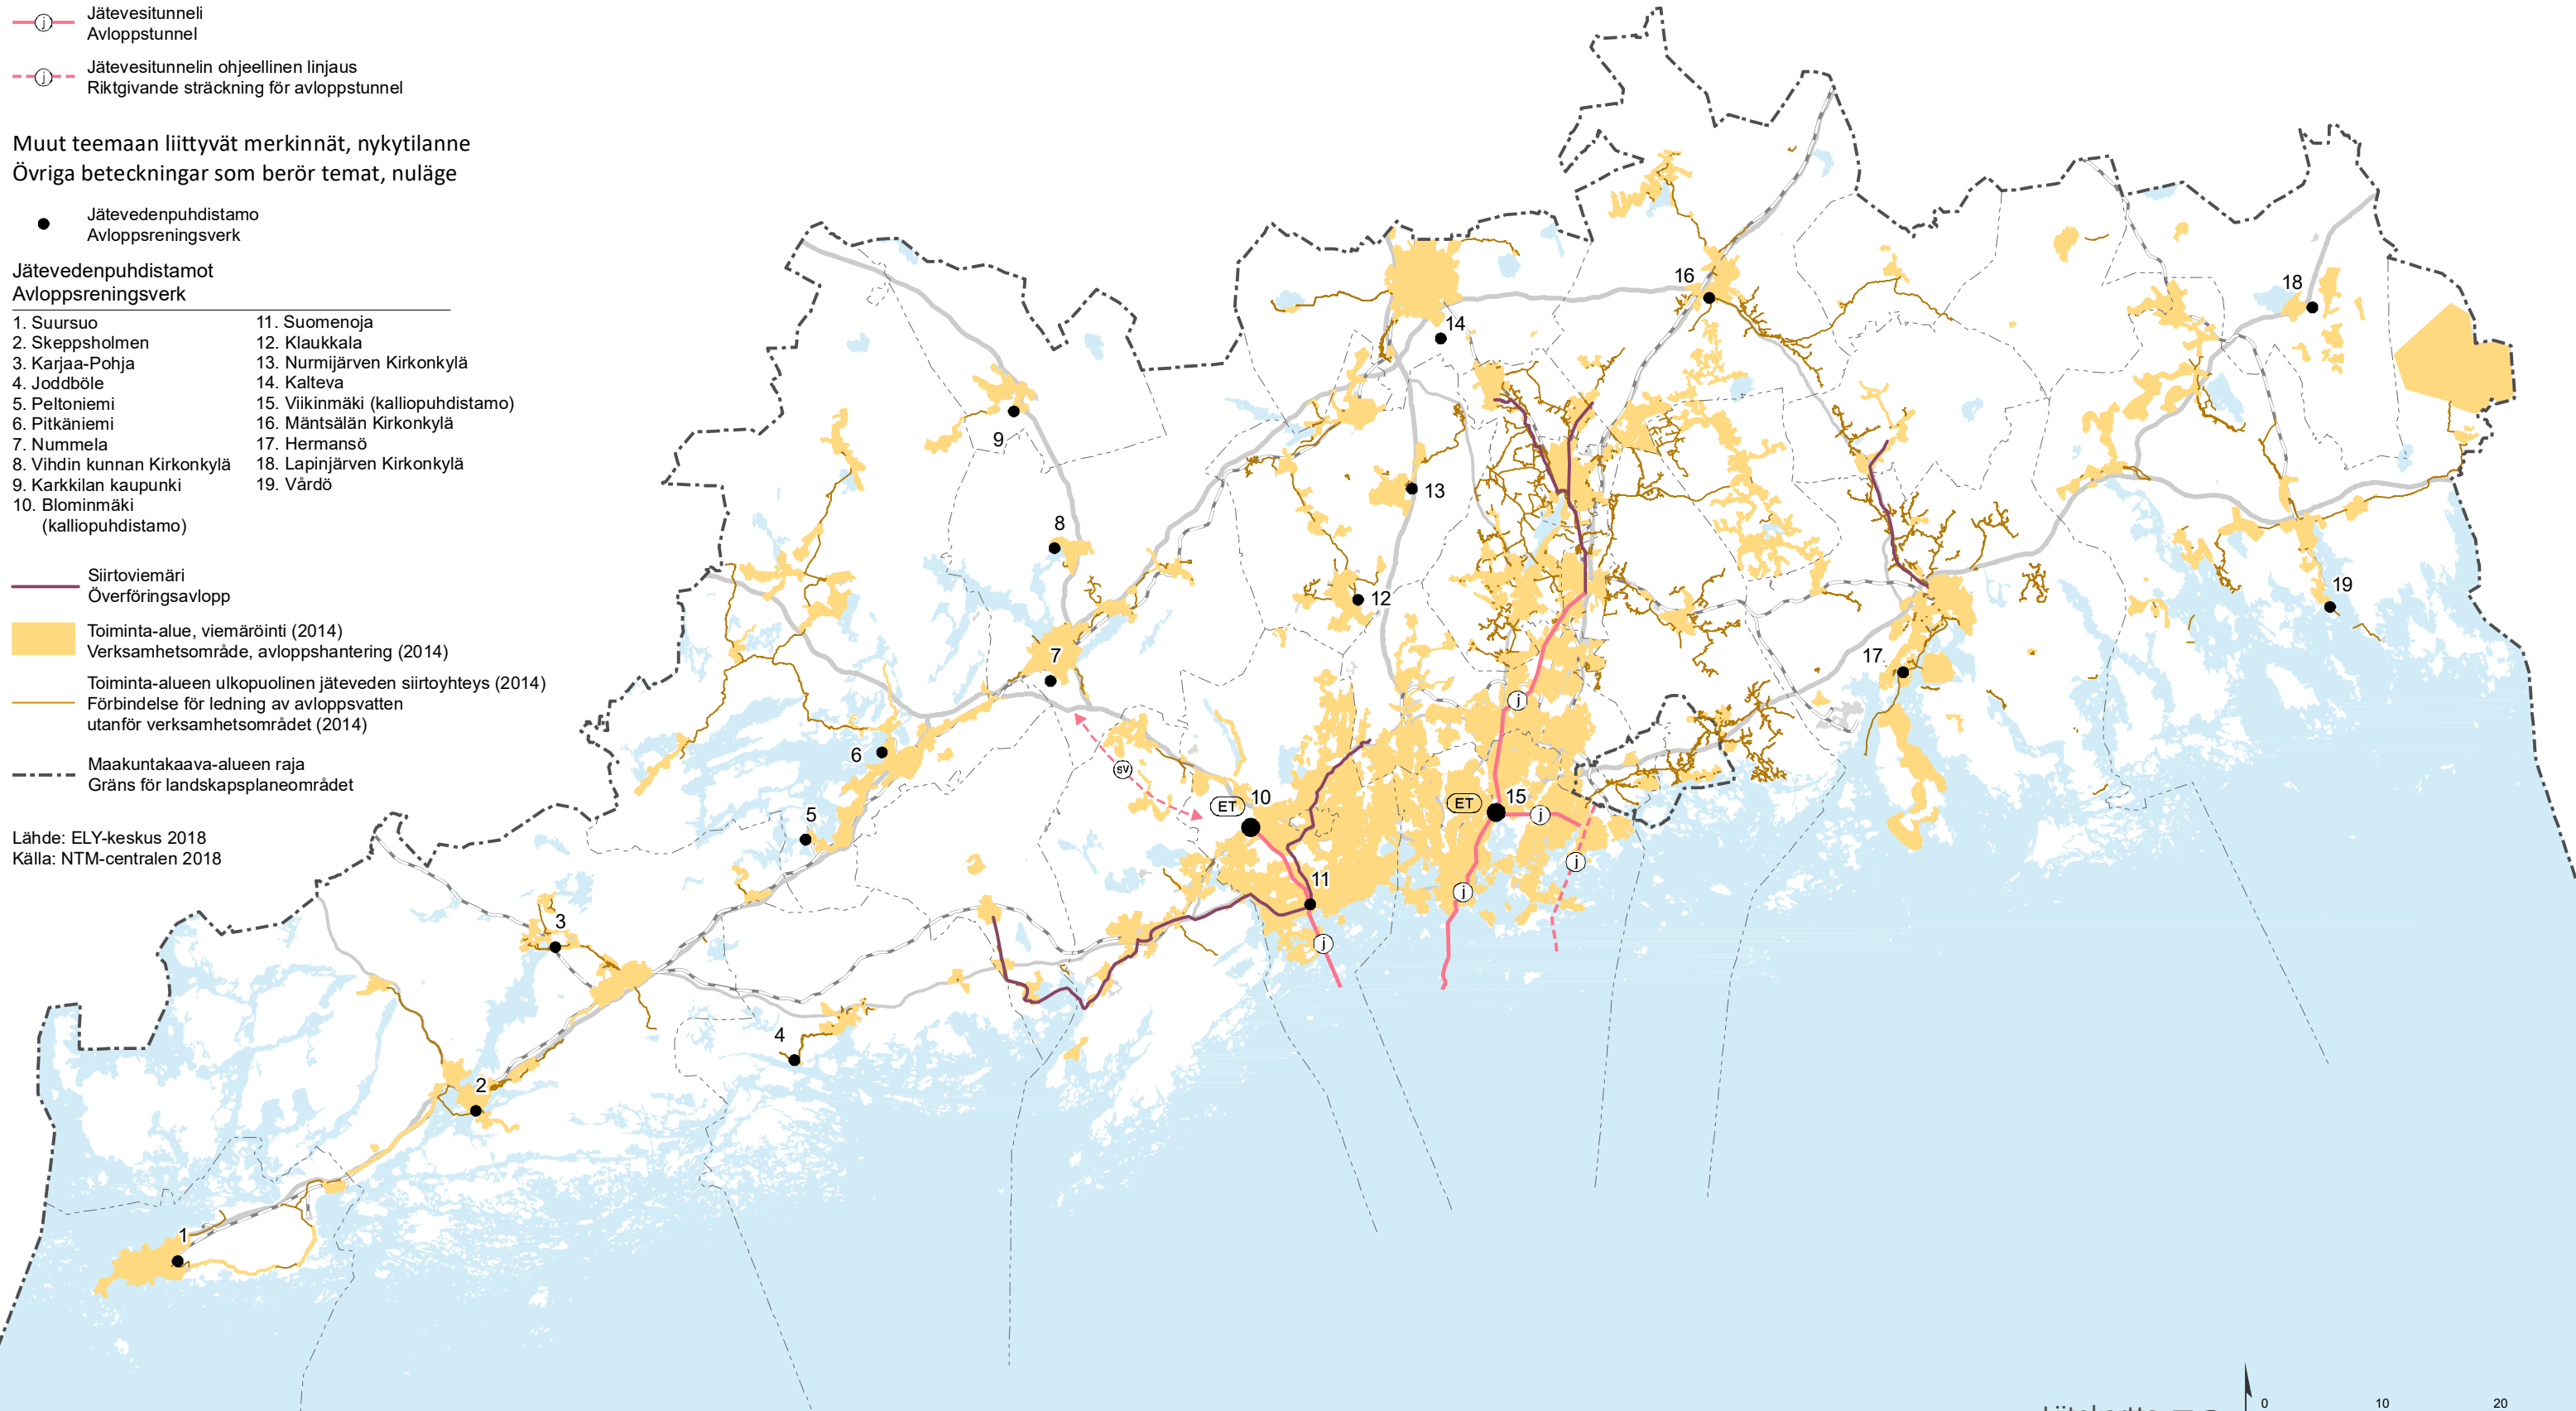 Jätevesitunneli
Avloppstunnel
Jätevesitunnelin ohjeellinen linjaus
Riktgivande sträckning för avloppstunnel
Muut teemaan liittyvät merkinnät, nykytilanne
Övriga beteckningar som berör temat, nuläge
Jätevedenpuhdistamo
Avloppsreningsverk
Jätevedenpuhdistamot
Avloppsreningsverk
1. Suursuo
2. Skeppsholmen
3. Karjaa-Pohja
4. Joddböle
5. Peltoniemi
6. Pitkäniemi
7. Nummela
8. Vihdin kunnan Kirkonkylä
9. Karkkilan kaupunki
10. Blominmäki
(kalliopuhdistamo)
11. Suomenoja
12. Klaukkala
13. Nurmijärven Kirkonkylä
14. Kalteva
15. Viikinmäki (kalliopuhdistamo)
16. Mäntsälän Kirkonkylä
17. Hermansö
18. Lapinjärven Kirkonkylä
19. Vårdö
Siirtoviemäri
Överföringsavlopp
Toiminta-alue, viemäröinti (2014)
Verksamhetsområde, avloppshantering (2014)
Toiminta-alueen ulkopuolinen jäteveden siirtoyhteys (2014)
Förbindelse för ledning av avloppsvatten
utanför verksamhetsområdet (2014)
Maakuntakaava-alueen raja
Gräns för landskapsplaneområdet
Lähde: ELY-keskus 2018
Källa: NTM-centralen 2018
j
j
16
18
14
9
13
8
12
19
7
17
j
6
sv
ET
10
ET
15
j
5
j
11
j
3
j
4
2
1
0
10
20